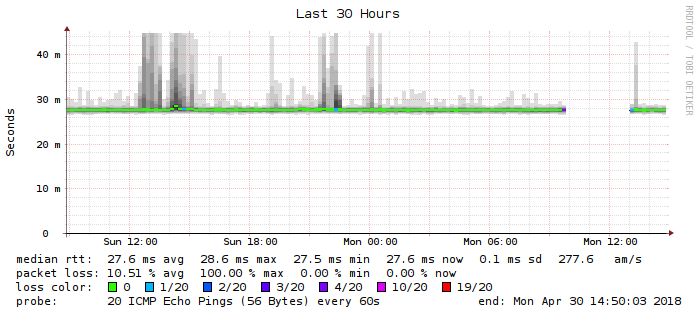 Last 30 Hours
RRDTOOL / TOBI OETIKER
Seconds
40 m
30 m
20 m
10 m
0
Sun 12:00 Sun 18:00 Mon 00:00 Mon 06:00 Mon 12:00
median rtt: 27.6 ms avg 28.6 ms max 27.5 ms min 27.6 ms now 0.1 ms sd 277.6 am/s
packet loss: 10.51 % avg 100.00 % max 0.00 % min 0.00 % now
loss color: 0 1/20 2/20 3/20 4/20 10/20 19/20
probe: 20 ICMP Echo Pings (56 Bytes) every 60s end: Mon Apr 30 14:50:03 2018